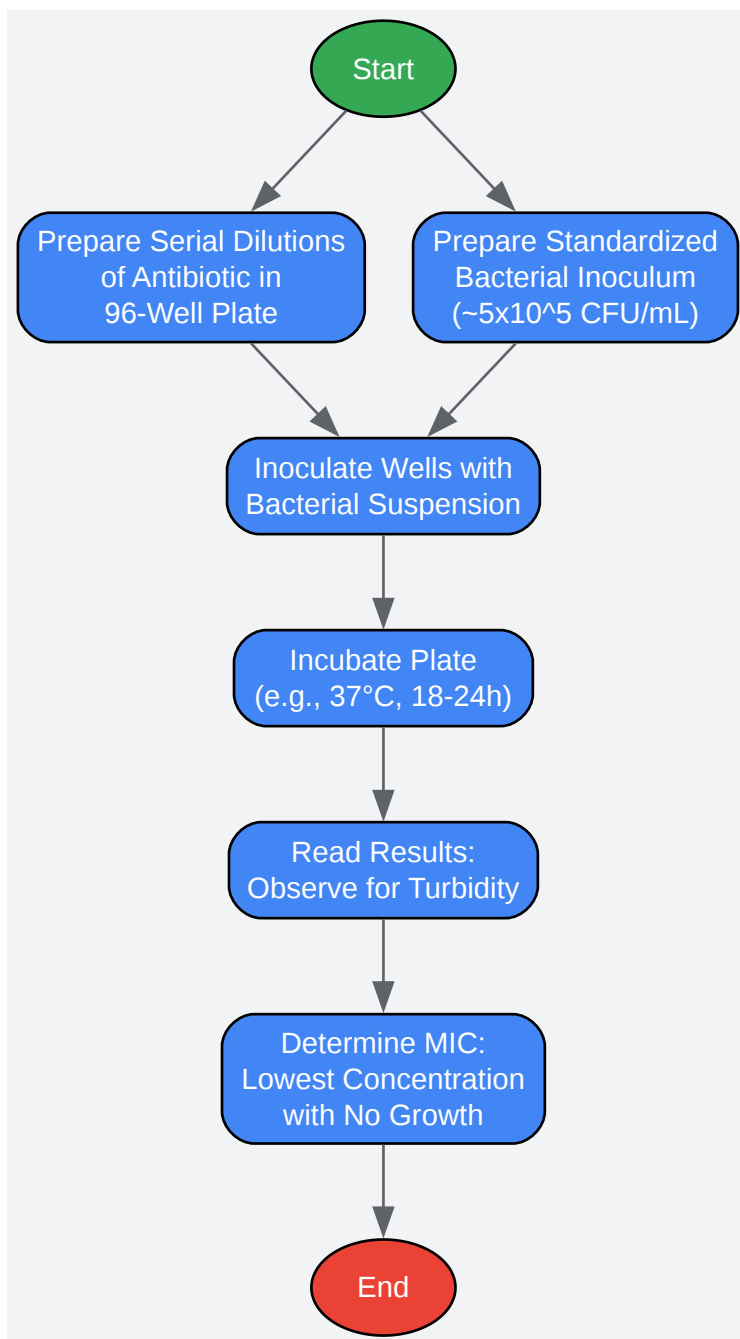 Start
Prepare Serial Dilutions
of Antibiotic in
96-Well Plate
Prepare Standardized
Bacterial Inoculum
(~5x10^5 CFU/mL)
Inoculate Wells with
Bacterial Suspension
Incubate Plate
(e.g., 37°C, 18-24h)
Read Results:
Observe for Turbidity
Determine MIC:
Lowest Concentration
with No Growth
End